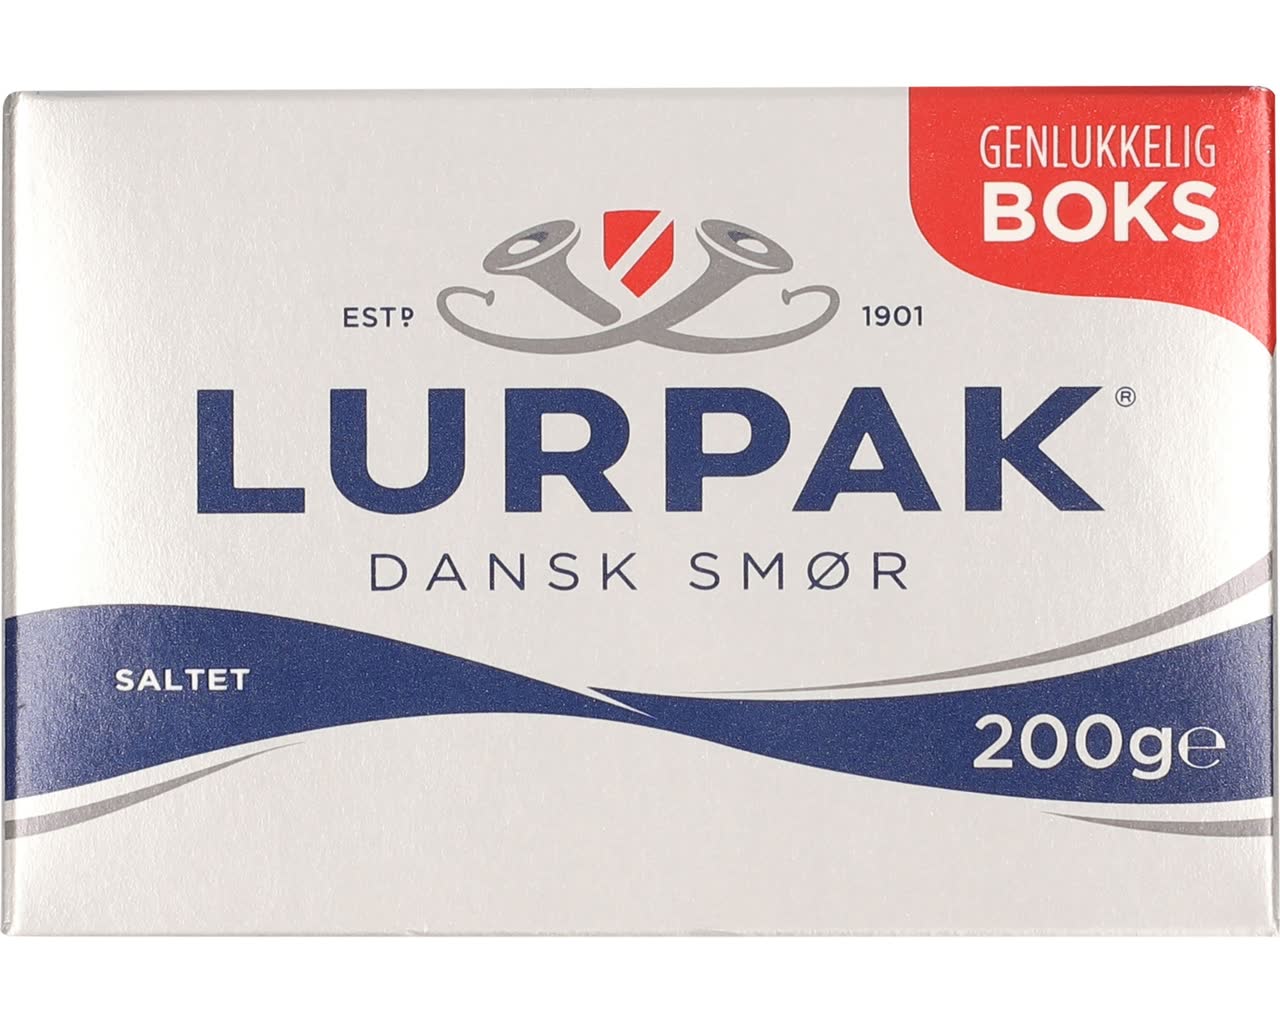 GENLUKKELIG
BOKS
ESTD 1901
LURPAK®
DANSK SMØR
SALTET
200g℮